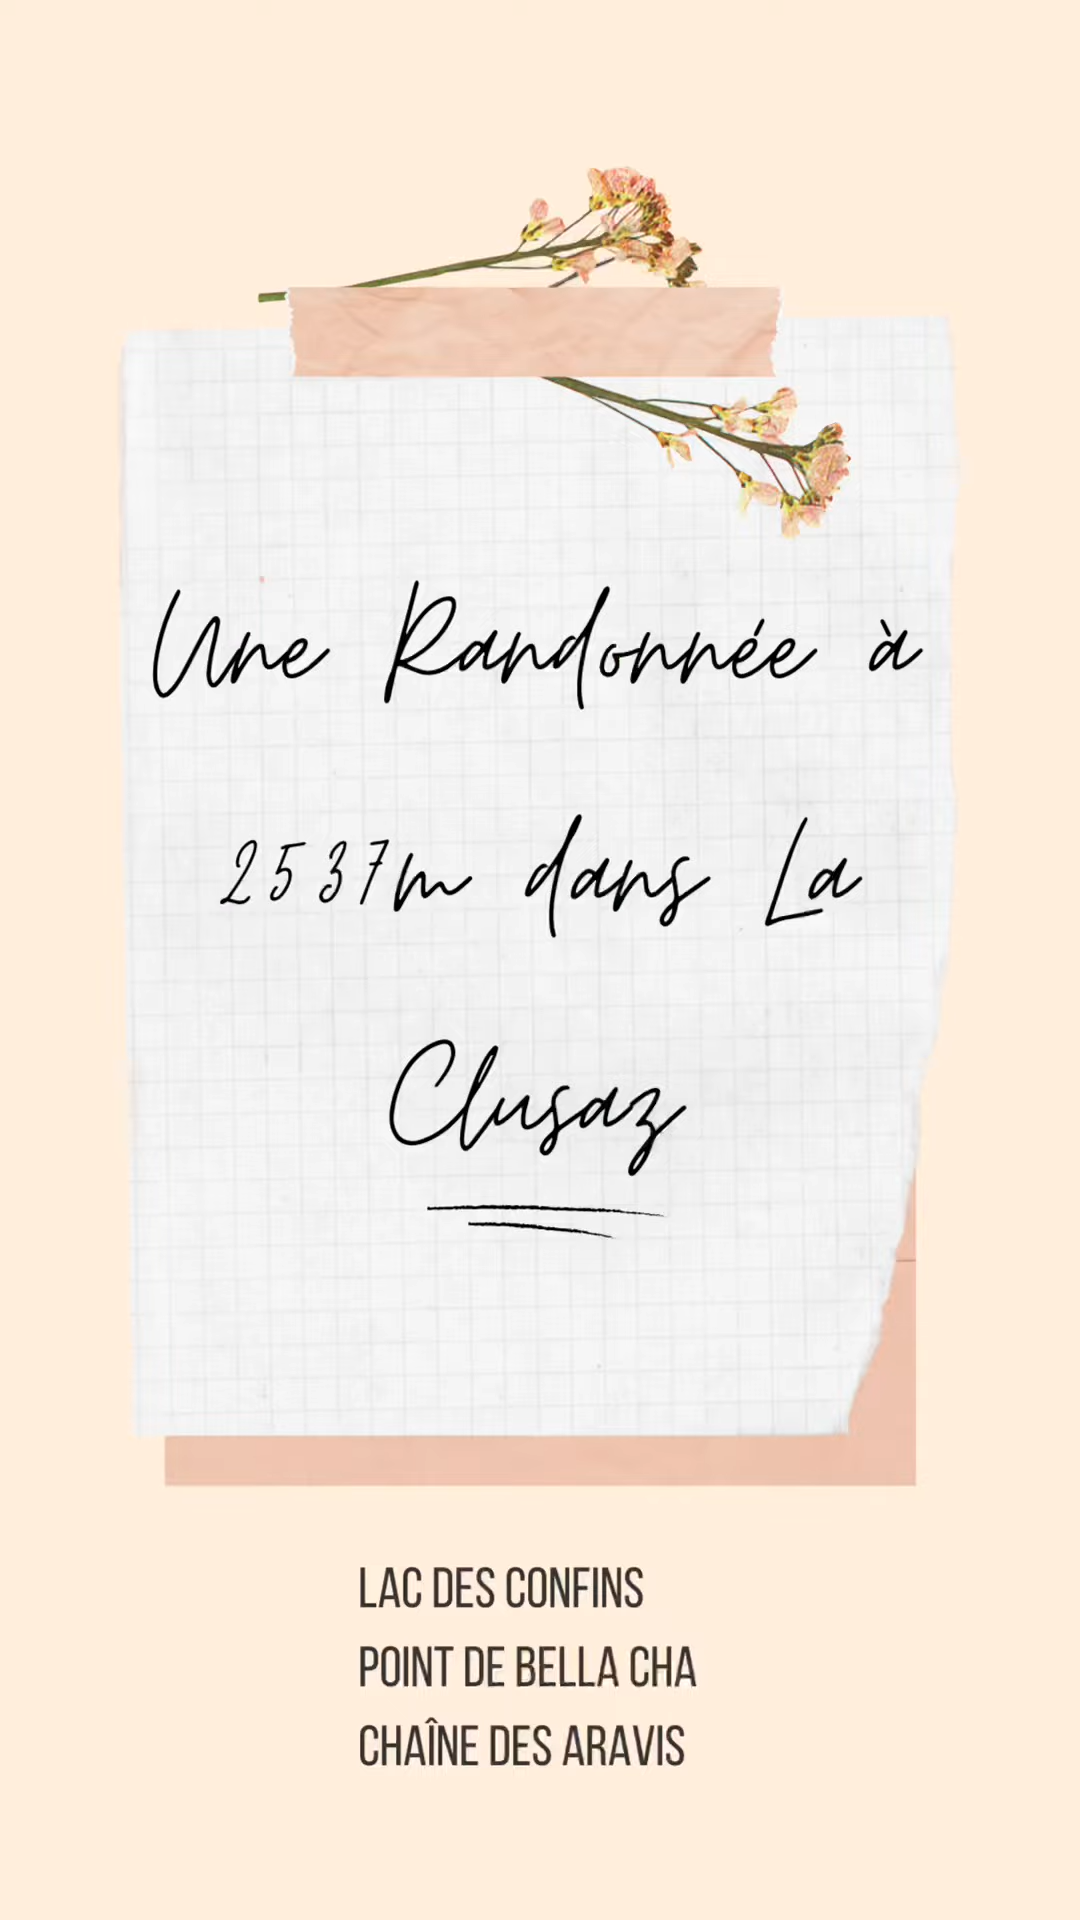 Une Randonnée à
2537m dans La
Clusaz
LAC DES CONFINS
POINT DE BELLA CHA
CHAÎNE DES ARAVIS